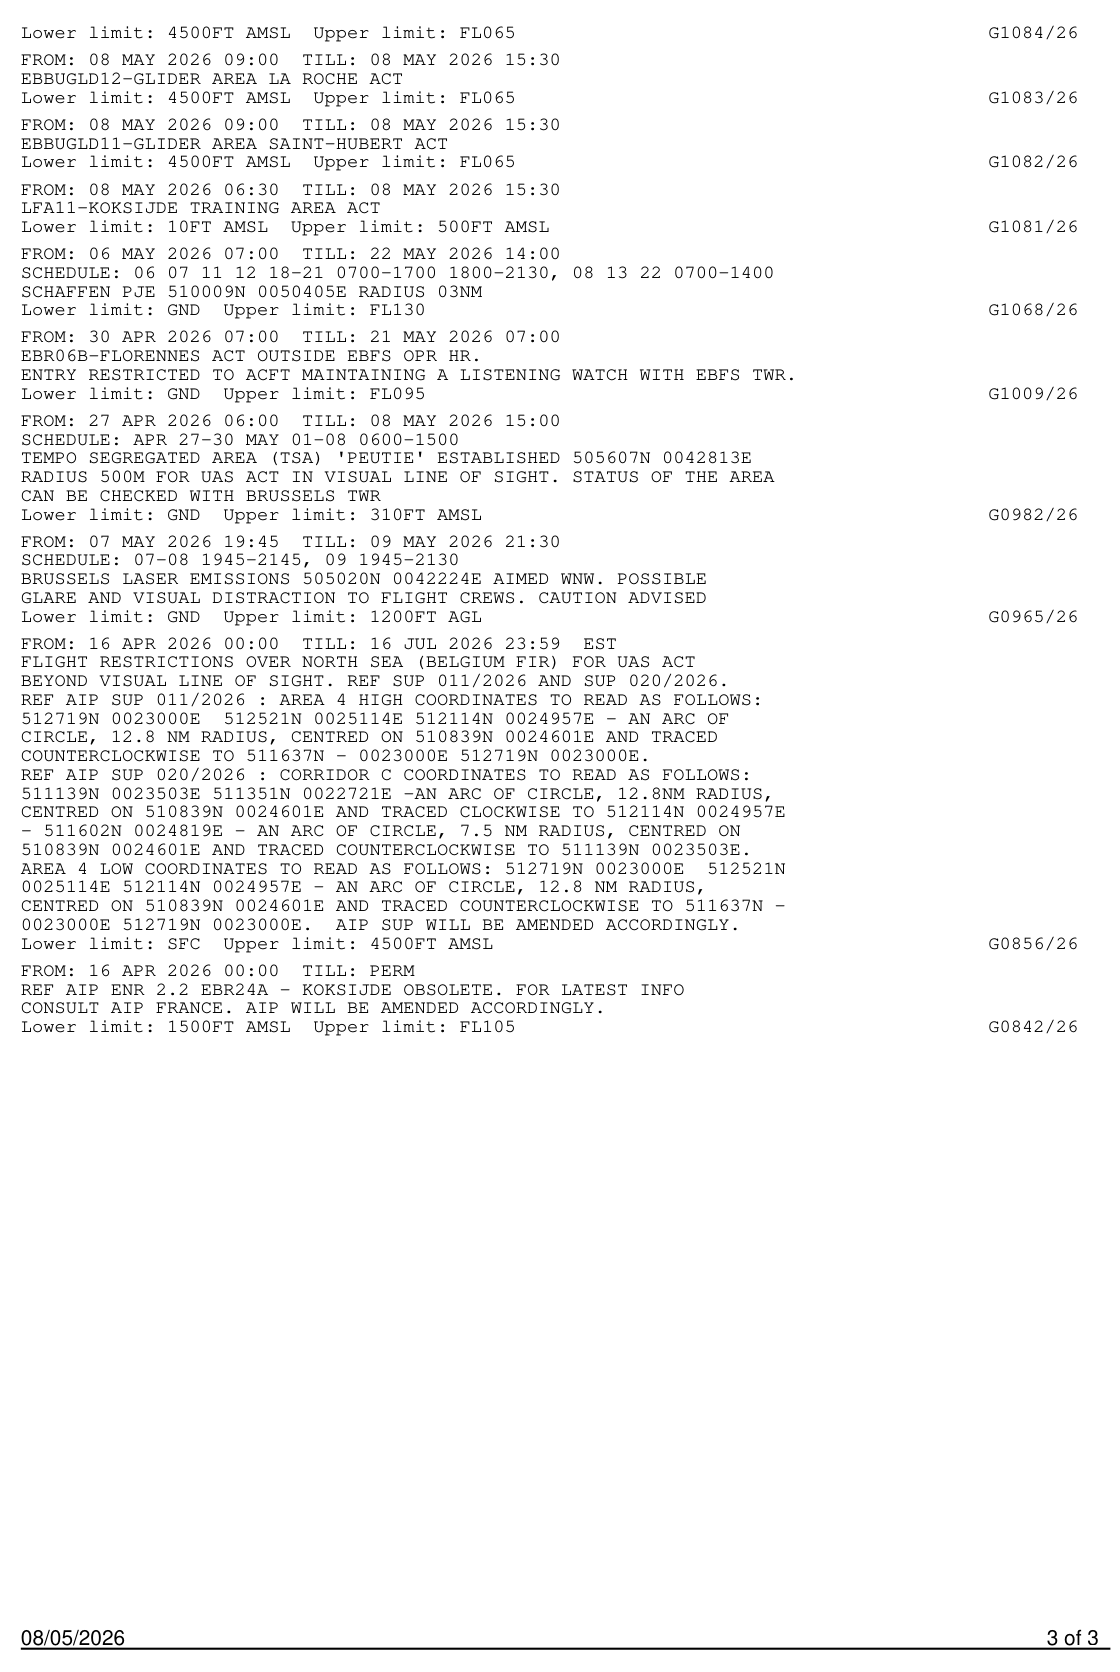 Lower limit: 4500FT AMSL  Upper limit: FL065 G1084/26
FROM: 08 MAY 2026 09:00  TILL: 08 MAY 2026 15:30
EBBUGLD12-GLIDER AREA LA ROCHE ACT
Lower limit: 4500FT AMSL  Upper limit: FL065 G1083/26
FROM: 08 MAY 2026 09:00  TILL: 08 MAY 2026 15:30
EBBUGLD11-GLIDER AREA SAINT-HUBERT ACT
Lower limit: 4500FT AMSL  Upper limit: FL065 G1082/26
FROM: 08 MAY 2026 06:30  TILL: 08 MAY 2026 15:30
LFA11-KOKSIJDE TRAINING AREA ACT
Lower limit: 10FT AMSL  Upper limit: 500FT AMSL G1081/26
FROM: 06 MAY 2026 07:00  TILL: 22 MAY 2026 14:00
SCHEDULE: 06 07 11 12 18-21 0700-1700 1800-2130, 08 13 22 0700-1400
SCHAFFEN PJE 510009N 0050405E RADIUS 03NM
Lower limit: GND  Upper limit: FL130 G1068/26
FROM: 30 APR 2026 07:00  TILL: 21 MAY 2026 07:00
EBR06B-FLORENNES ACT OUTSIDE EBFS OPR HR.
ENTRY RESTRICTED TO ACFT MAINTAINING A LISTENING WATCH WITH EBFS TWR.
Lower limit: GND  Upper limit: FL095 G1009/26
FROM: 27 APR 2026 06:00  TILL: 08 MAY 2026 15:00
SCHEDULE: APR 27-30 MAY 01-08 0600-1500
TEMPO SEGREGATED AREA (TSA) 'PEUTIE' ESTABLISHED 505607N 0042813E
RADIUS 500M FOR UAS ACT IN VISUAL LINE OF SIGHT. STATUS OF THE AREA
CAN BE CHECKED WITH BRUSSELS TWR
Lower limit: GND  Upper limit: 310FT AMSL G0982/26
FROM: 07 MAY 2026 19:45  TILL: 09 MAY 2026 21:30
SCHEDULE: 07-08 1945-2145, 09 1945-2130
BRUSSELS LASER EMISSIONS 505020N 0042224E AIMED WNW. POSSIBLE
GLARE AND VISUAL DISTRACTION TO FLIGHT CREWS. CAUTION ADVISED
Lower limit: GND  Upper limit: 1200FT AGL G0965/26
FROM: 16 APR 2026 00:00  TILL: 16 JUL 2026 23:59  EST
FLIGHT RESTRICTIONS OVER NORTH SEA (BELGIUM FIR) FOR UAS ACT
BEYOND VISUAL LINE OF SIGHT. REF SUP 011/2026 AND SUP 020/2026.
REF AIP SUP 011/2026 : AREA 4 HIGH COORDINATES TO READ AS FOLLOWS:
512719N 0023000E  512521N 0025114E 512114N 0024957E - AN ARC OF
CIRCLE, 12.8 NM RADIUS, CENTRED ON 510839N 0024601E AND TRACED
COUNTERCLOCKWISE TO 511637N - 0023000E 512719N 0023000E.
REF AIP SUP 020/2026 : CORRIDOR C COORDINATES TO READ AS FOLLOWS:
511139N 0023503E 511351N 0022721E -AN ARC OF CIRCLE, 12.8NM RADIUS,
CENTRED ON 510839N 0024601E AND TRACED CLOCKWISE TO 512114N 0024957E
- 511602N 0024819E - AN ARC OF CIRCLE, 7.5 NM RADIUS, CENTRED ON
510839N 0024601E AND TRACED COUNTERCLOCKWISE TO 511139N 0023503E.
AREA 4 LOW COORDINATES TO READ AS FOLLOWS: 512719N 0023000E  512521N
0025114E 512114N 0024957E - AN ARC OF CIRCLE, 12.8 NM RADIUS,
CENTRED ON 510839N 0024601E AND TRACED COUNTERCLOCKWISE TO 511637N -
0023000E 512719N 0023000E.  AIP SUP WILL BE AMENDED ACCORDINGLY.
Lower limit: SFC  Upper limit: 4500FT AMSL G0856/26
FROM: 16 APR 2026 00:00  TILL: PERM
REF AIP ENR 2.2 EBR24A - KOKSIJDE OBSOLETE. FOR LATEST INFO
CONSULT AIP FRANCE. AIP WILL BE AMENDED ACCORDINGLY.
Lower limit: 1500FT AMSL  Upper limit: FL105 G0842/26
08/05/2026 3 of 3